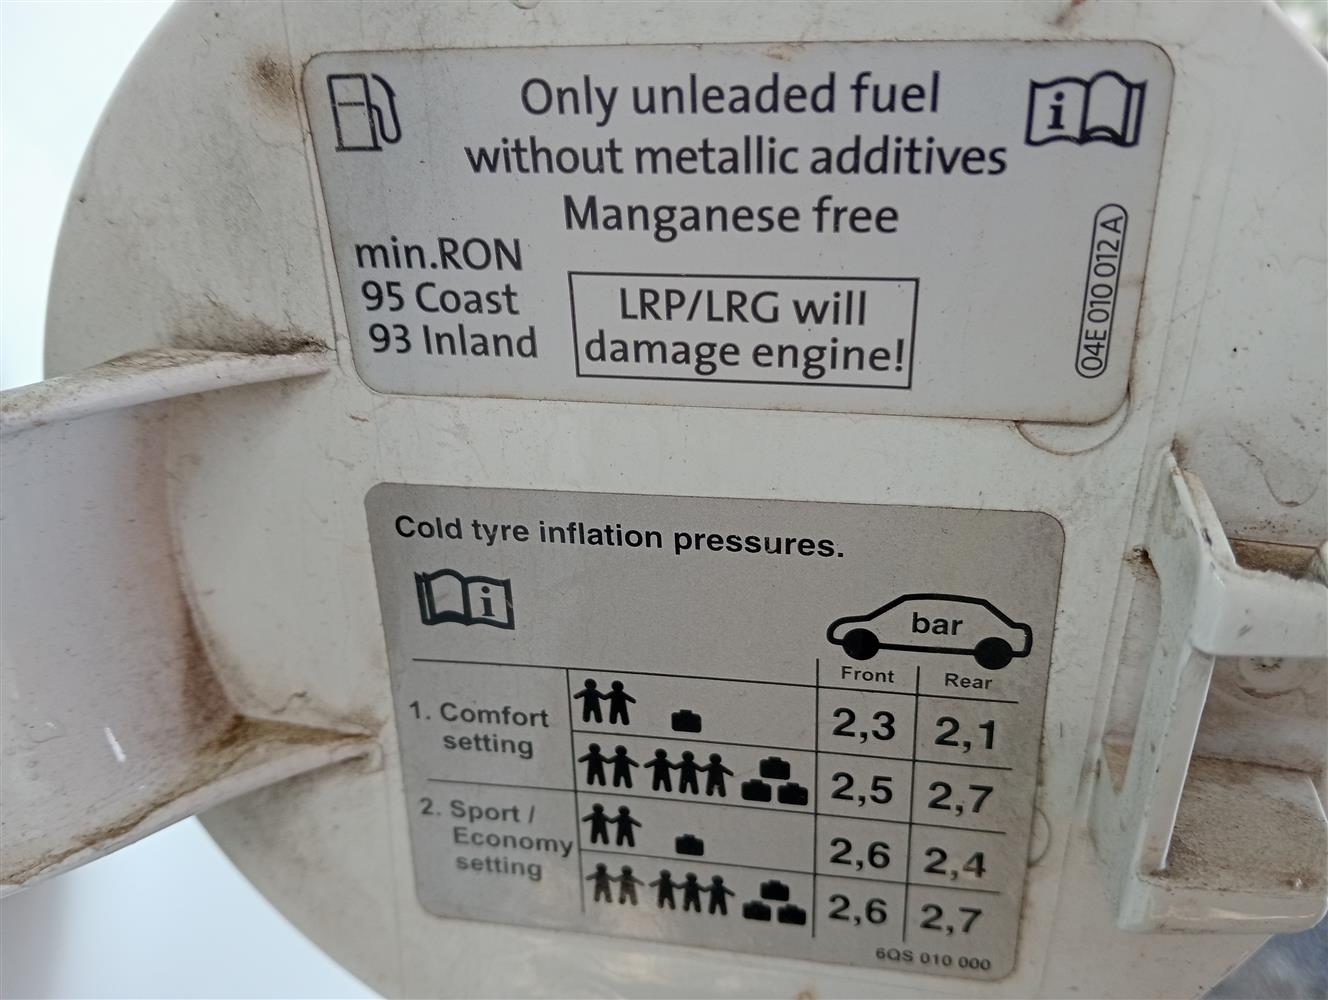 Only unleaded fuel
without metallic additives
Manganese free
min.RON
95 Coast
93 Inland
LRP/LRG will
damage engine!
04E 010 012 A
Cold tyre inflation pressures.
bar
Front Rear
1. Comfort
setting
2,3 2,1
2,5 2,7
2. Sport /
Economy
setting
2,6 2,4
2,6 2,7
6QS 010 000